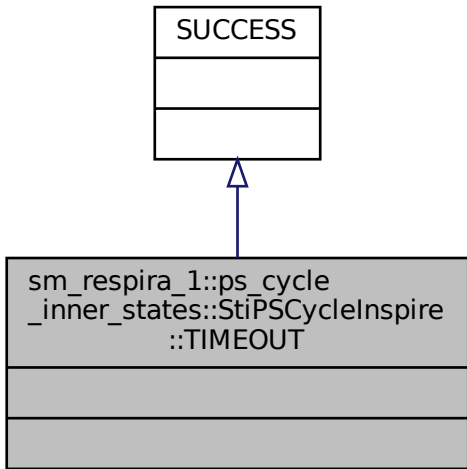 SUCCESS
sm_respira_1::ps_cycle
_inner_states::StiPSCycleInspire
::TIMEOUT